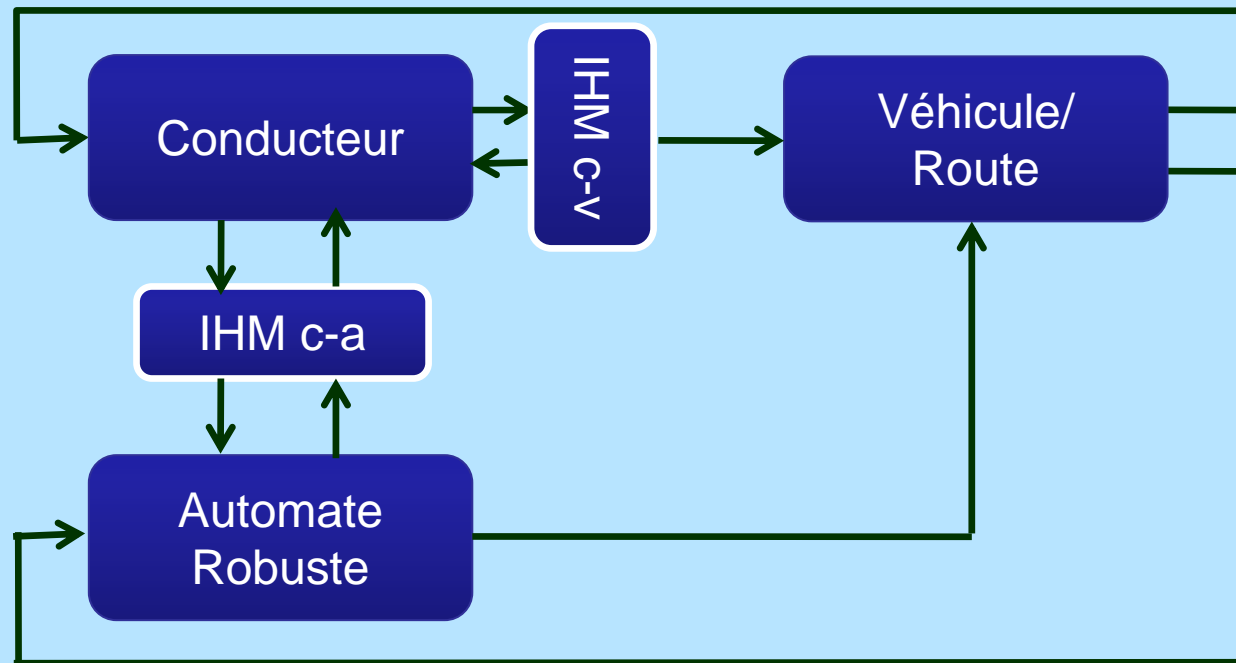 Conducteur
IHM c-v
Véhicule/
Route
IHM c-a
Automate
Robuste